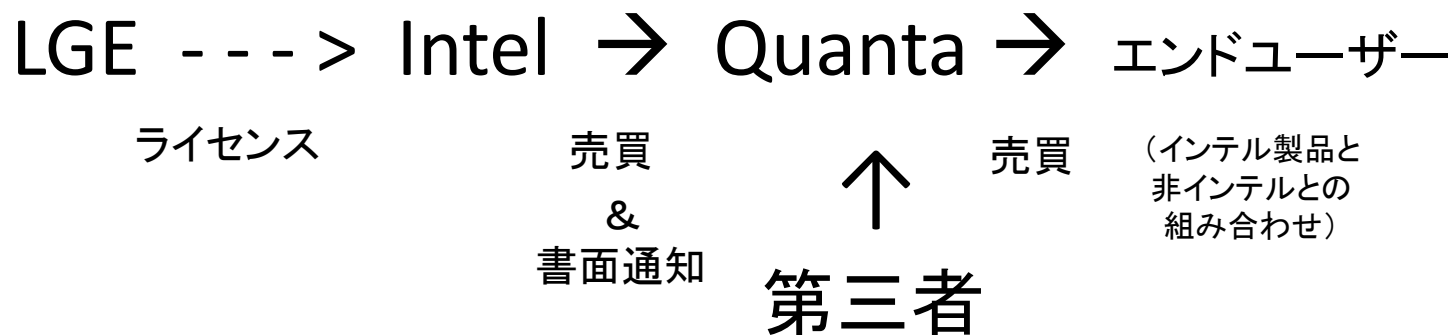 LGE - - - > Intel → Quanta → エンドユーザー
ライセンス
売買
&
書面通知
↑
第三者
売買
（インテル製品と
非インテルとの
組み合わせ）